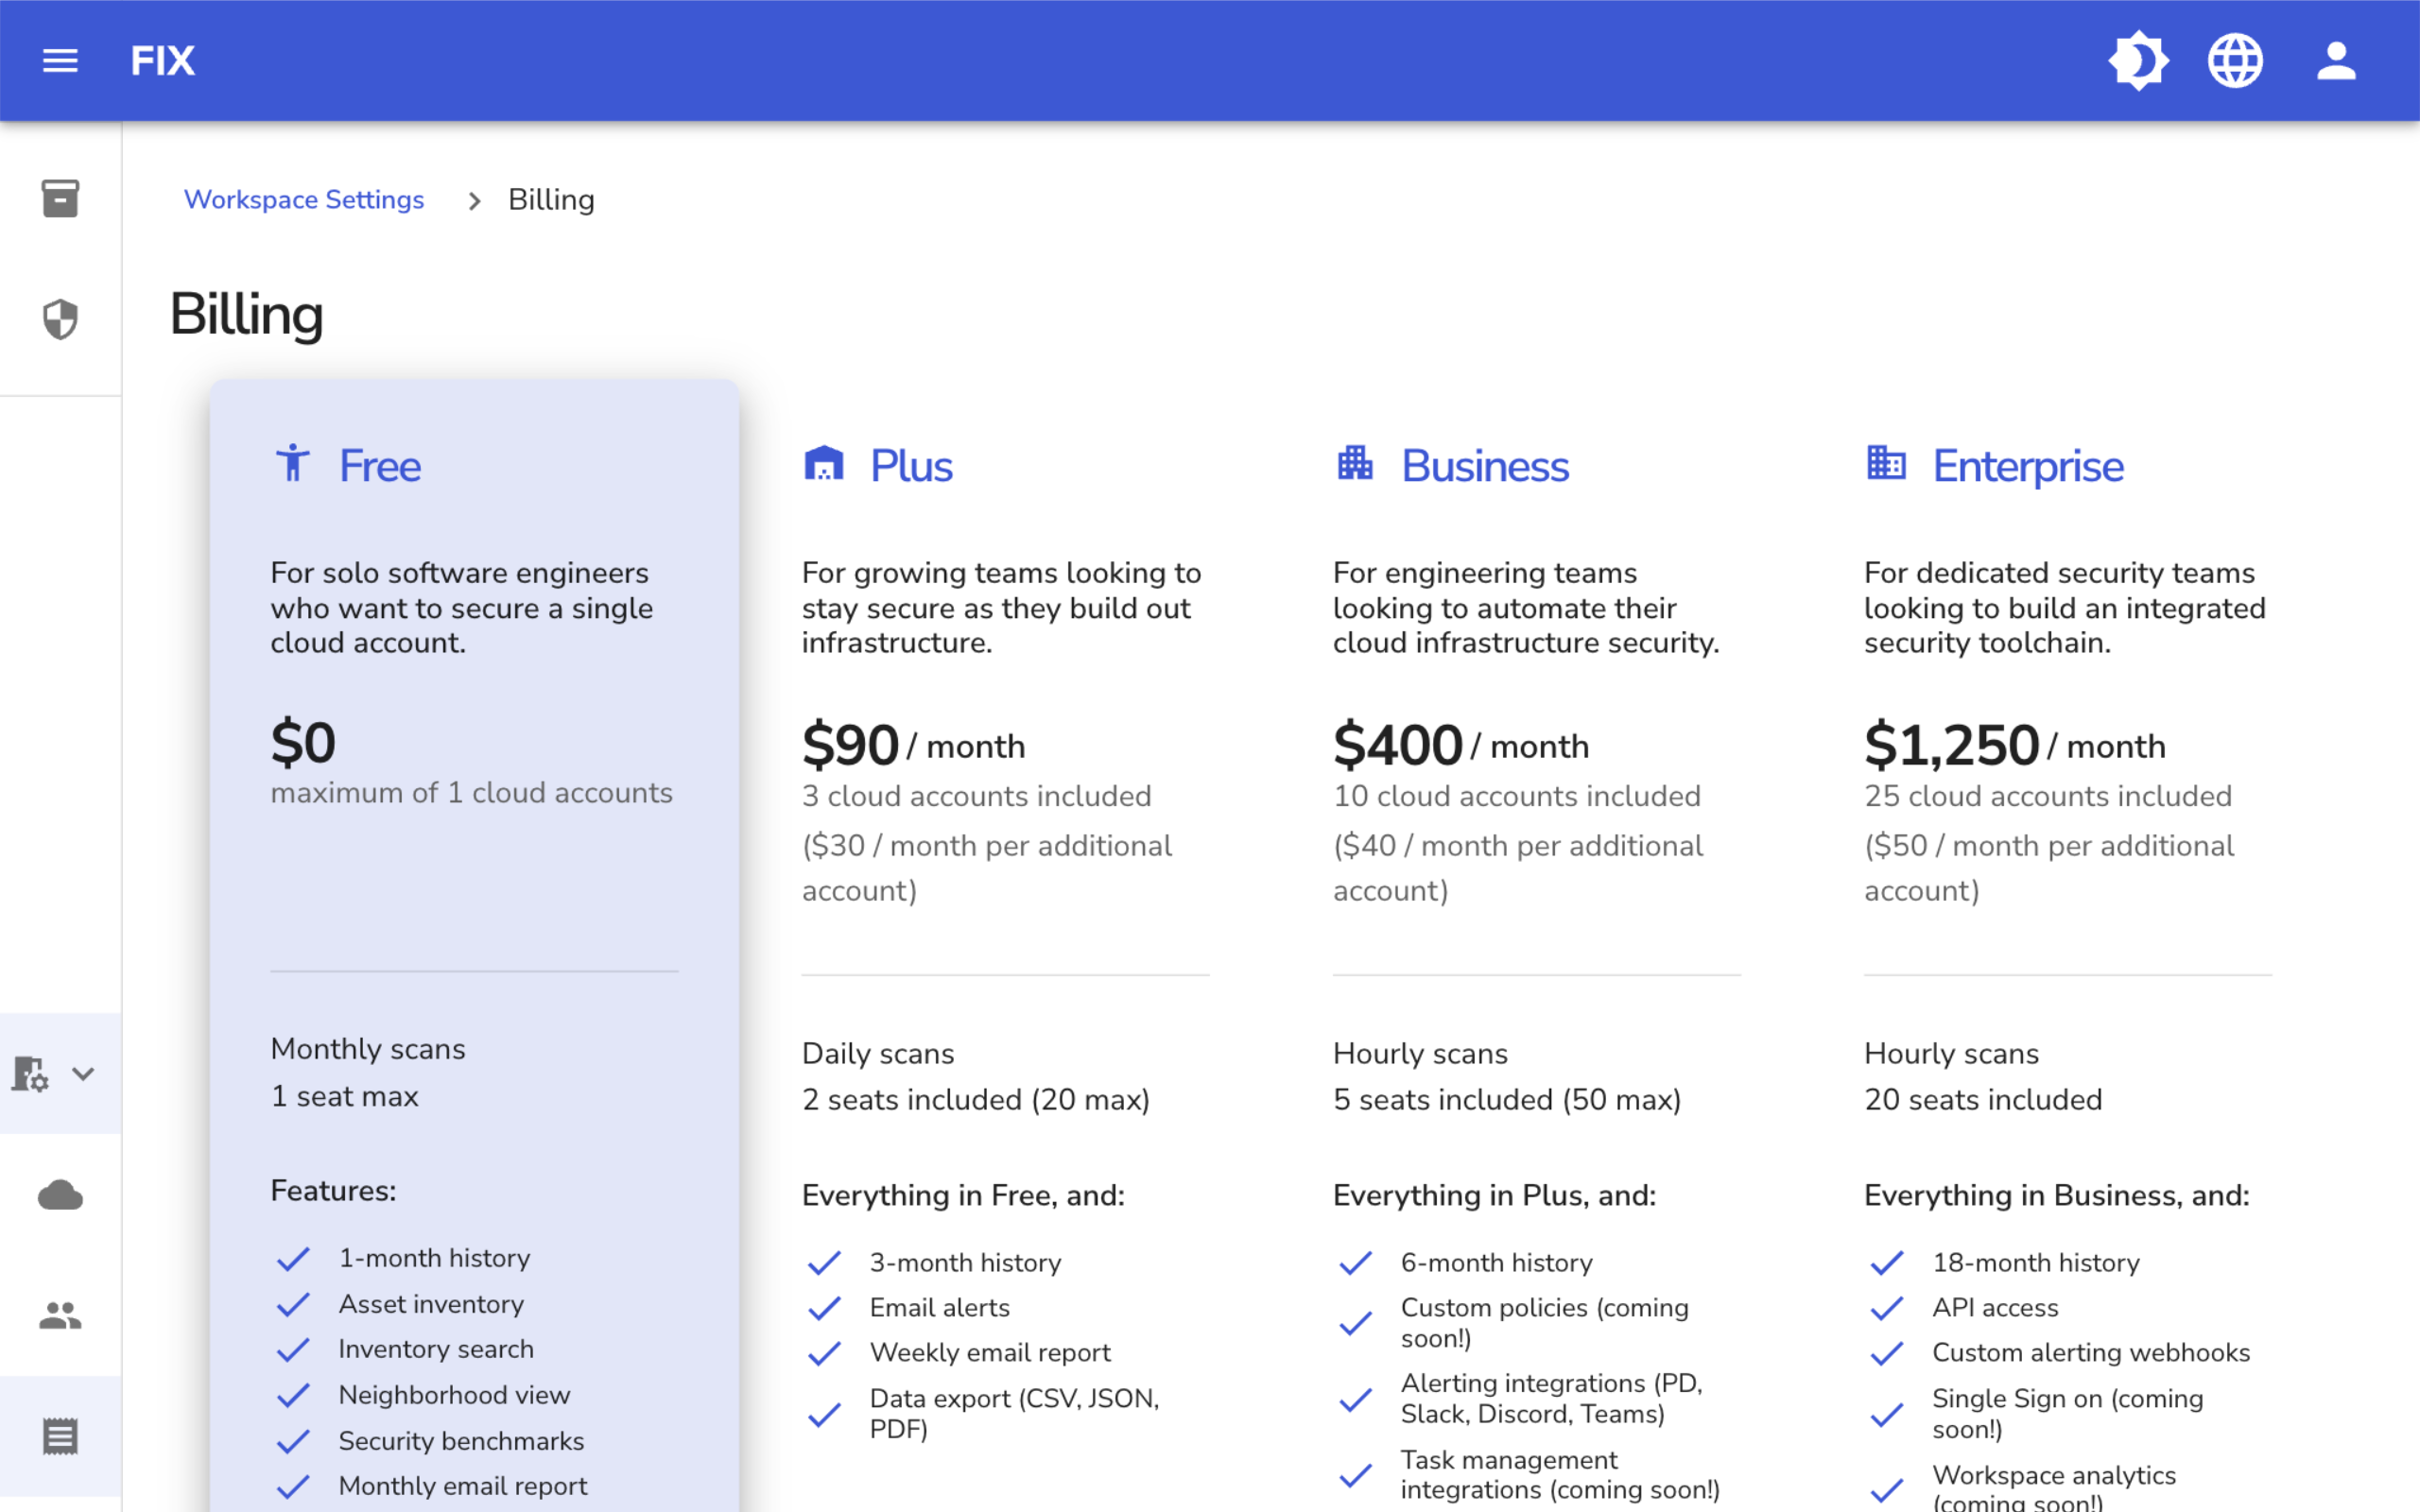 FIX
Workspace Settings > Billing
Billing
Free
For solo software engineers
who want to secure a single
cloud account.
$0
maximum of 1 cloud accounts
Monthly scans
1 seat max
Features:
1-month history
Asset inventory
Inventory search
Neighborhood view
Security benchmarks
Monthly email report
Plus
For growing teams looking to
stay secure as they build out
infrastructure.
$90 / month
3 cloud accounts included
($30 / month per additional
account)
Daily scans
2 seats included (20 max)
Everything in Free, and:
3-month history
Email alerts
Weekly email report
Data export (CSV, JSON,
PDF)
Business
For engineering teams
looking to automate their
cloud infrastructure security.
$400 / month
10 cloud accounts included
($40 / month per additional
account)
Hourly scans
5 seats included (50 max)
Everything in Plus, and:
6-month history
Custom policies (coming
soon!)
Alerting integrations (PD,
Slack, Discord, Teams)
Task management
integrations (coming soon!)
Enterprise
For dedicated security teams
looking to build an integrated
security toolchain.
$1,250 / month
25 cloud accounts included
($50 / month per additional
account)
Hourly scans
20 seats included
Everything in Business, and:
18-month history
API access
Custom alerting webhooks
Single Sign on (coming
soon!)
Workspace analytics
(coming soon!)